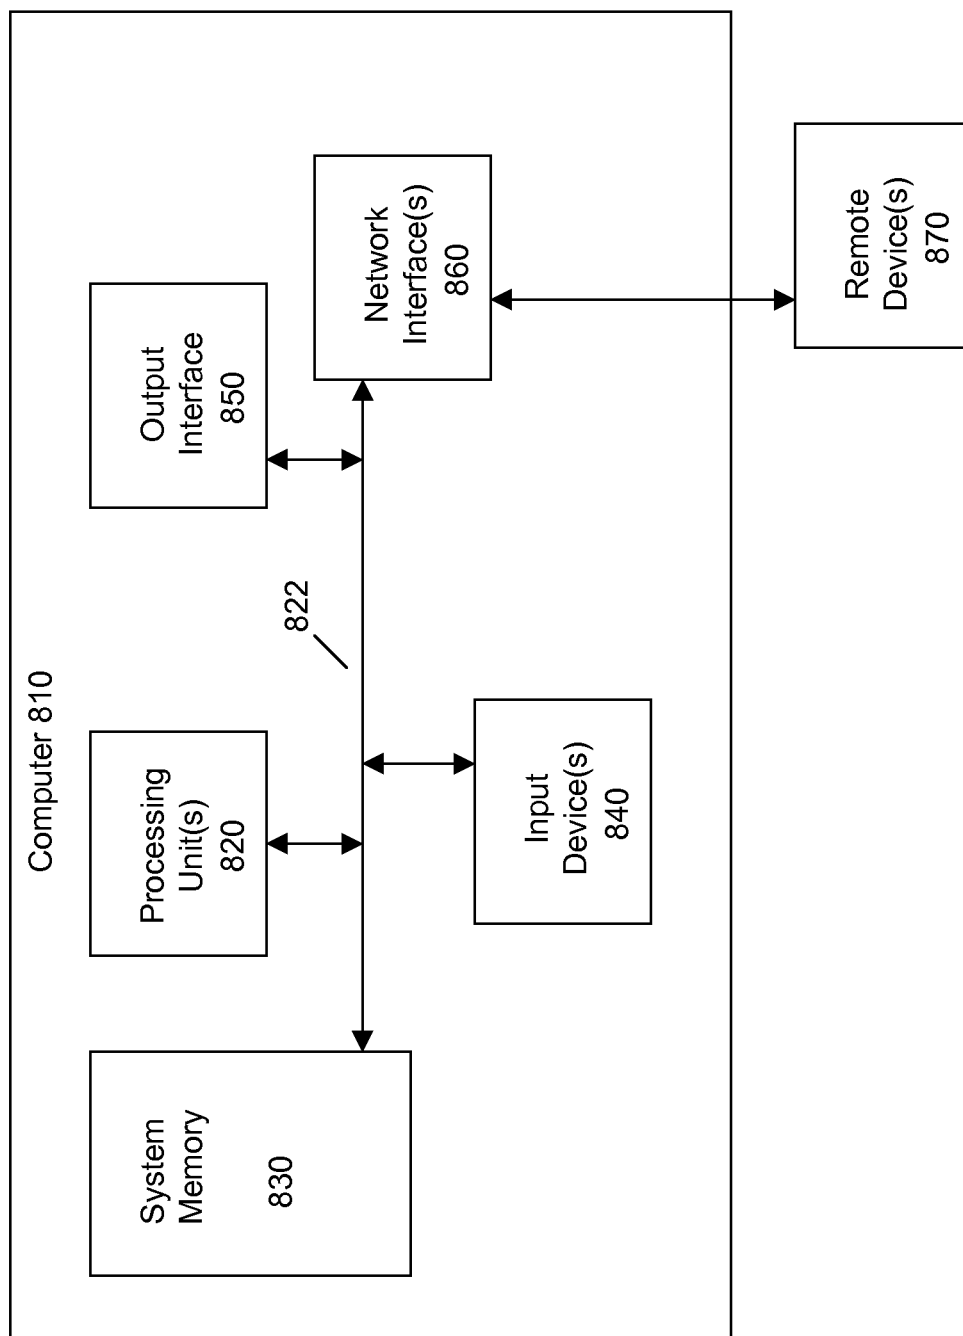 Computer 810
System
Memory
830
Processing
Unit(s)
820
822
Output
Interface
850
Input
Device(s)
840
Network
Interface(s)
860
Remote
Device(s)
870